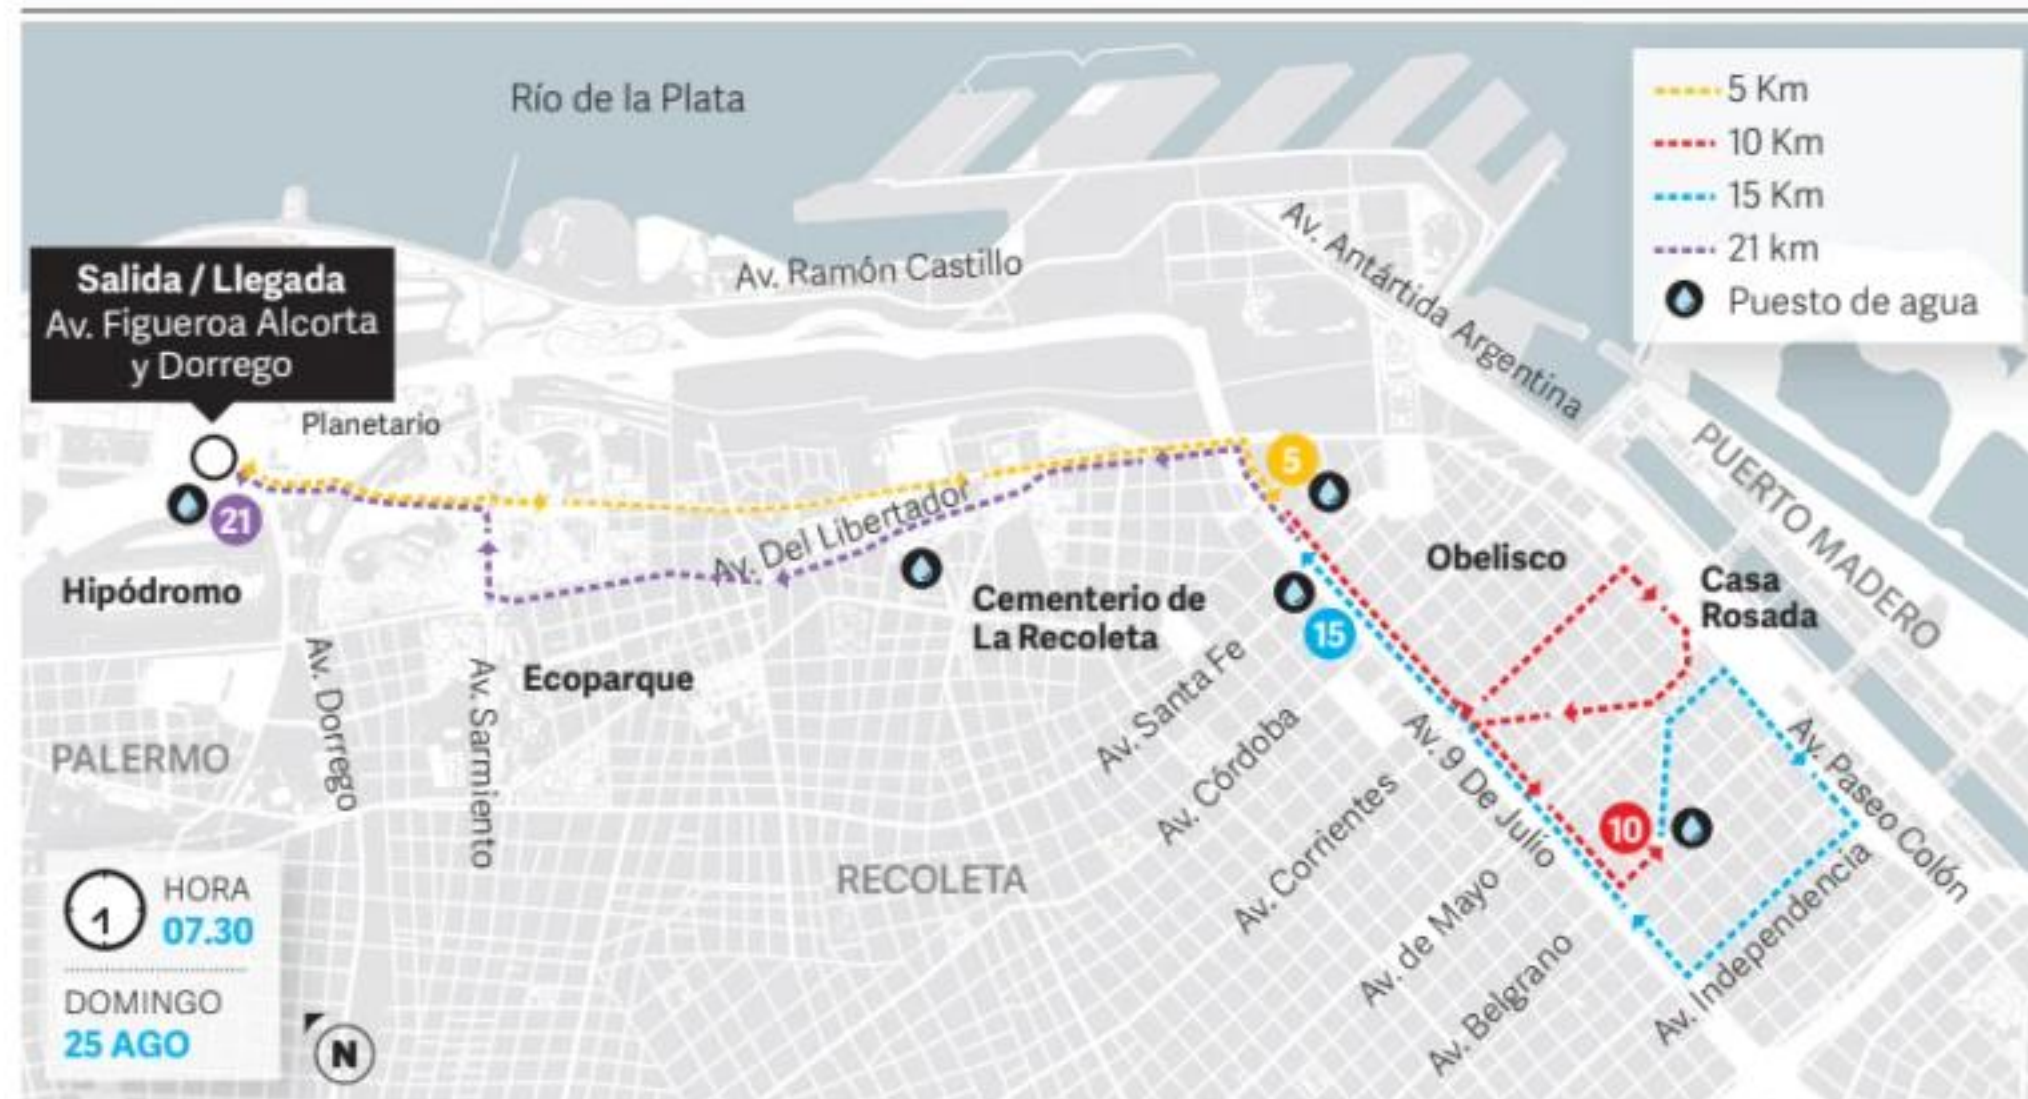 Río de la Plata
5 Km
10 Km
15 Km
21 km
Puesto de agua
Salida / Llegada
Av. Figueroa Alcorta
y Dorrego
Av. Ramón Castillo
Av. Antártida Argentina
Planetario
PUERTO MADERO
5
21
Av. Del Libertador
Hipódromo
Obelisco
Casa
Rosada
Cementerio de
La Recoleta
15
Ecoparque
Av. Dorrego
Av. Sarmiento
Av. Santa Fe
Av. Córdoba
Av. Corrientes
Av. 9 De Julío
Av. Paseo Colón
PALERMO
10
RECOLETA
Av. de Mayo
Av. Belgrano
Av. Independencia
1
HORA
07.30
DOMINGO
25 AGO
N